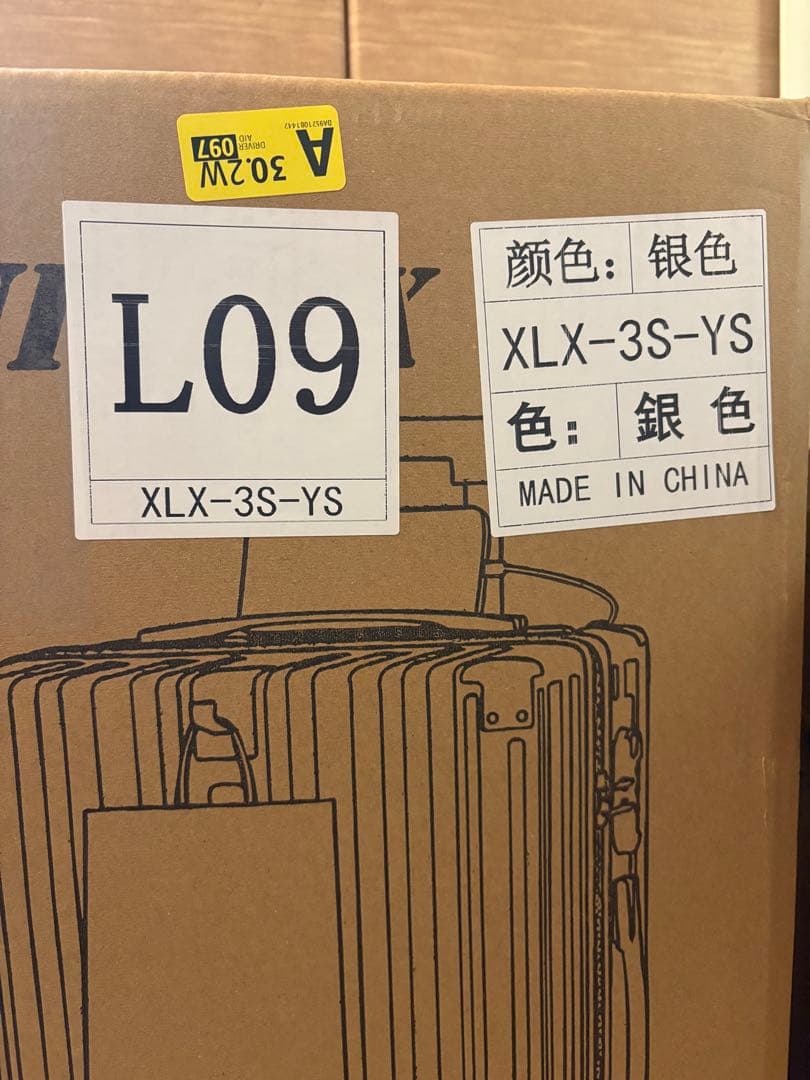 A 30.2W
DRIVER AID 097
DA9521081442
L09
XLX-3S-YS
颜色： 银色
XLX-3S-YS
色： 銀 色
MADE IN CHINA